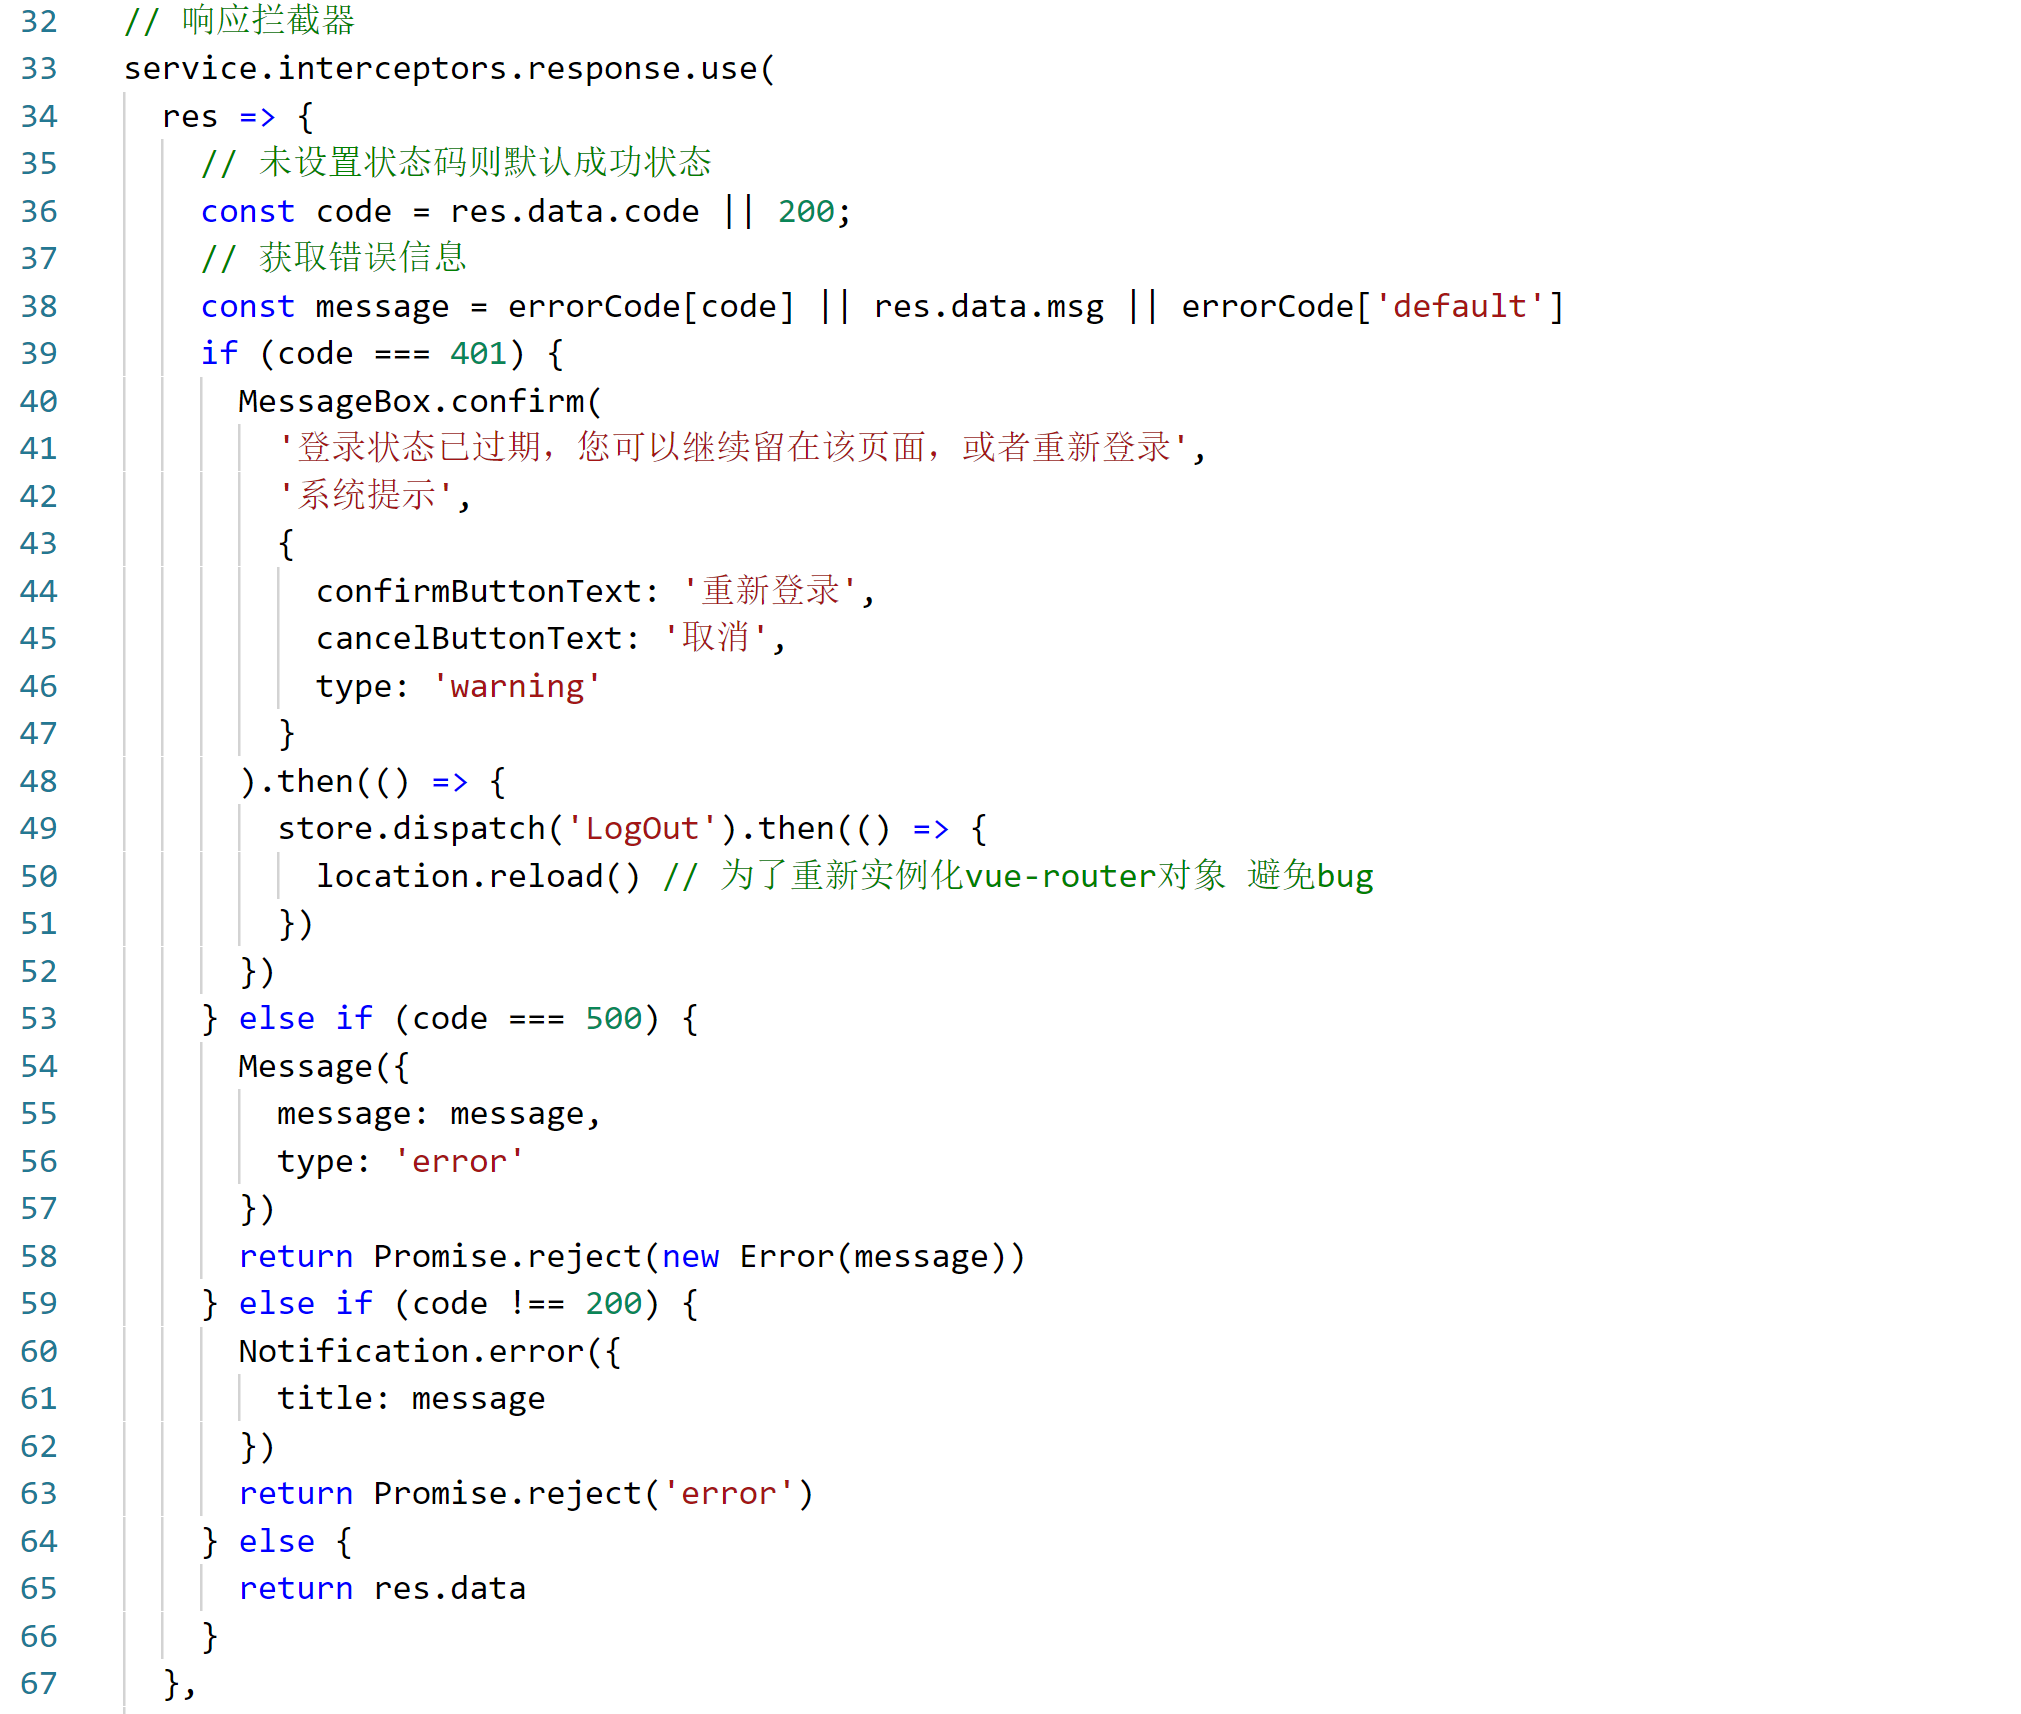 32 // 响应拦截器
33 service.interceptors.response.use(
34 res => {
35 // 未设置状态码则默认成功状态
36 const code = res.data.code || 200;
37 // 获取错误信息
38 const message = errorCode[code] || res.data.msg || errorCode['default']
39 if (code === 401) {
40 MessageBox.confirm(
41 '登录状态已过期，您可以继续留在该页面，或者重新登录',
42 '系统提示',
43 {
44 confirmButtonText: '重新登录',
45 cancelButtonText: '取消',
46 type: 'warning'
47 }
48 ).then(() => {
49 store.dispatch('LogOut').then(() => {
50 location.reload() // 为了重新实例化vue-router对象 避免bug
51 })
52 })
53 } else if (code === 500) {
54 Message({
55 message: message,
56 type: 'error'
57 })
58 return Promise.reject(new Error(message))
59 } else if (code !== 200) {
60 Notification.error({
61 title: message
62 })
63 return Promise.reject('error')
64 } else {
65 return res.data
66 }
67 },